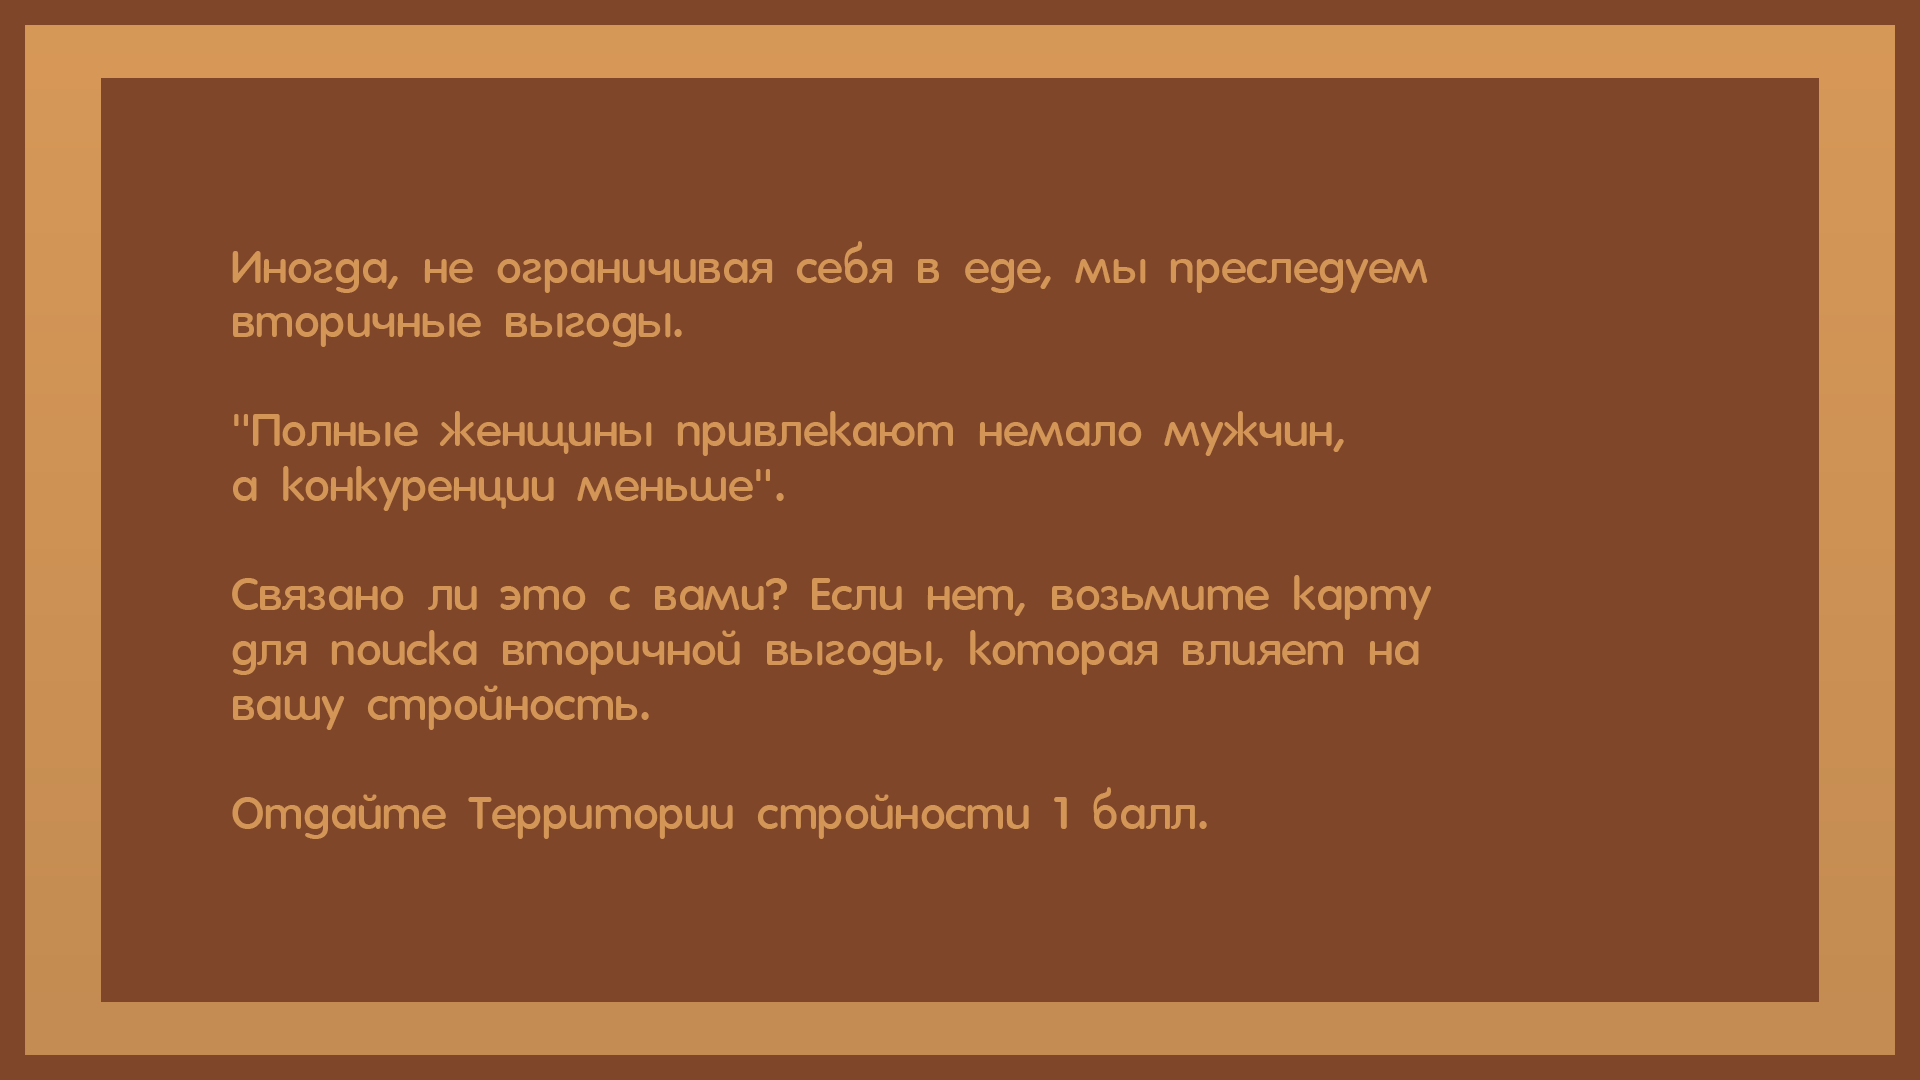 Иногда, не ограничивая себя в еде, мы преследуем
вторичные выгоды.
"Полные женщины привлекают немало мужчин,
а конкуренции меньше".
Связано ли это с вами? Если нет, возьмите карту
для поиска вторичной выгоды, которая влияет на
вашу стройность.
Отдайте Территории стройности 1 балл.